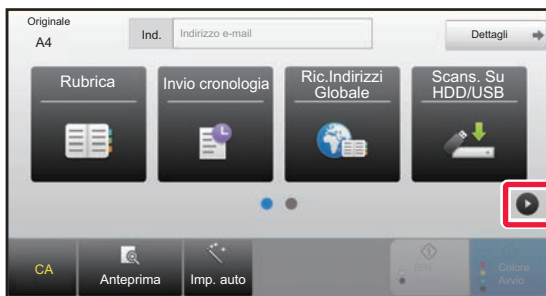 Originale
A4
Ind.
Indirizzo e-mail
Dettagli
Rubrica
Invio cronologia
Ric.Indirizzi
Globale
Scans. Su
HDD/USB
CA
Anteprima
Imp. auto
B/N
Avvio
Colore
Avvio